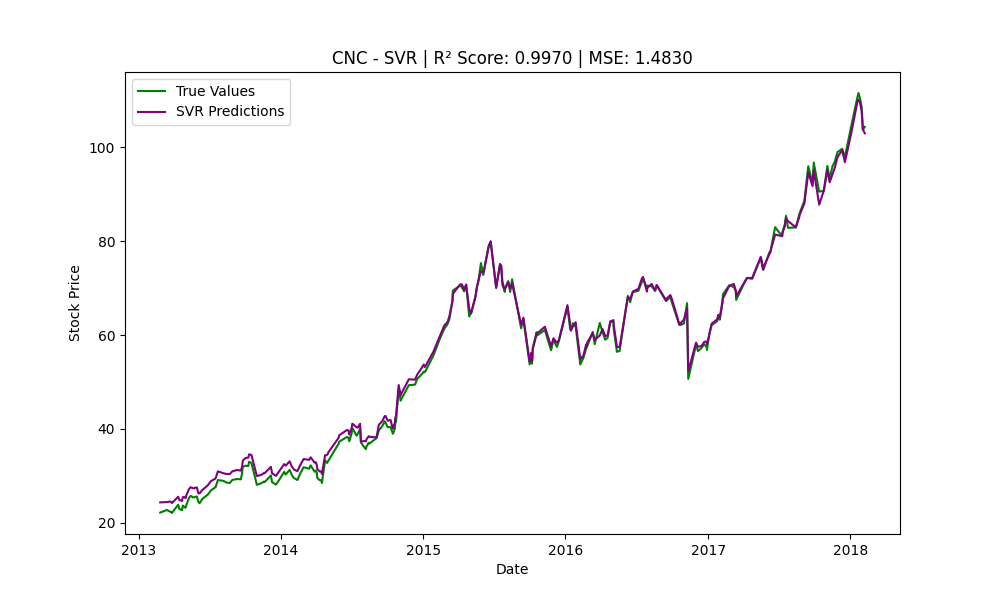 CNC - SVR | R² Score: 0.9970 | MSE: 1.4830
True Values
SVR Predictions
Stock Price
100
80
60
40
20
2013 2014 2015 2016 2017 2018
Date